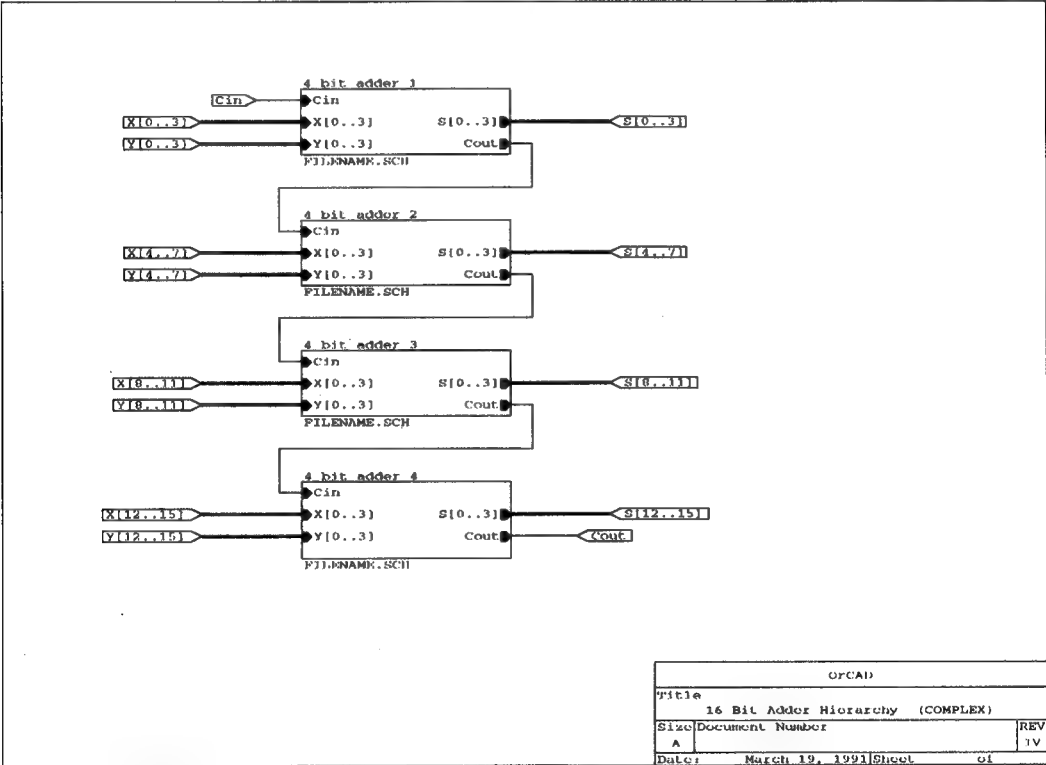 4 bit adder 1
Cin
Cin
X[0..3]
X[0..3]
S[0..3]
S[0..3]
Y[0..3]
Y[0..3]
Cout
FILENAME.SCH
4 bit adder 2
Cin
X[4..7]
X[0..3]
S[0..3]
S[4..7]
Y[4..7]
Y[0..3]
Cout
FILENAME.SCH
4 bit adder 3
Cin
X[8..11]
X[0..3]
S[0..3]
S[8..11]
Y[8..11]
Y[0..3]
Cout
FILENAME.SCH
4 bit adder 4
Cin
X[12..15]
X[0..3]
S[0..3]
S[12..15]
Y[12..15]
Y[0..3]
Cout
Cout
FILENAME.SCH
OrCAD
Title
16 Bit Adder Hierarchy (COMPLEX)
Size
Document Number
REV
A
IV
Date: March 19, 1991
Sheet of